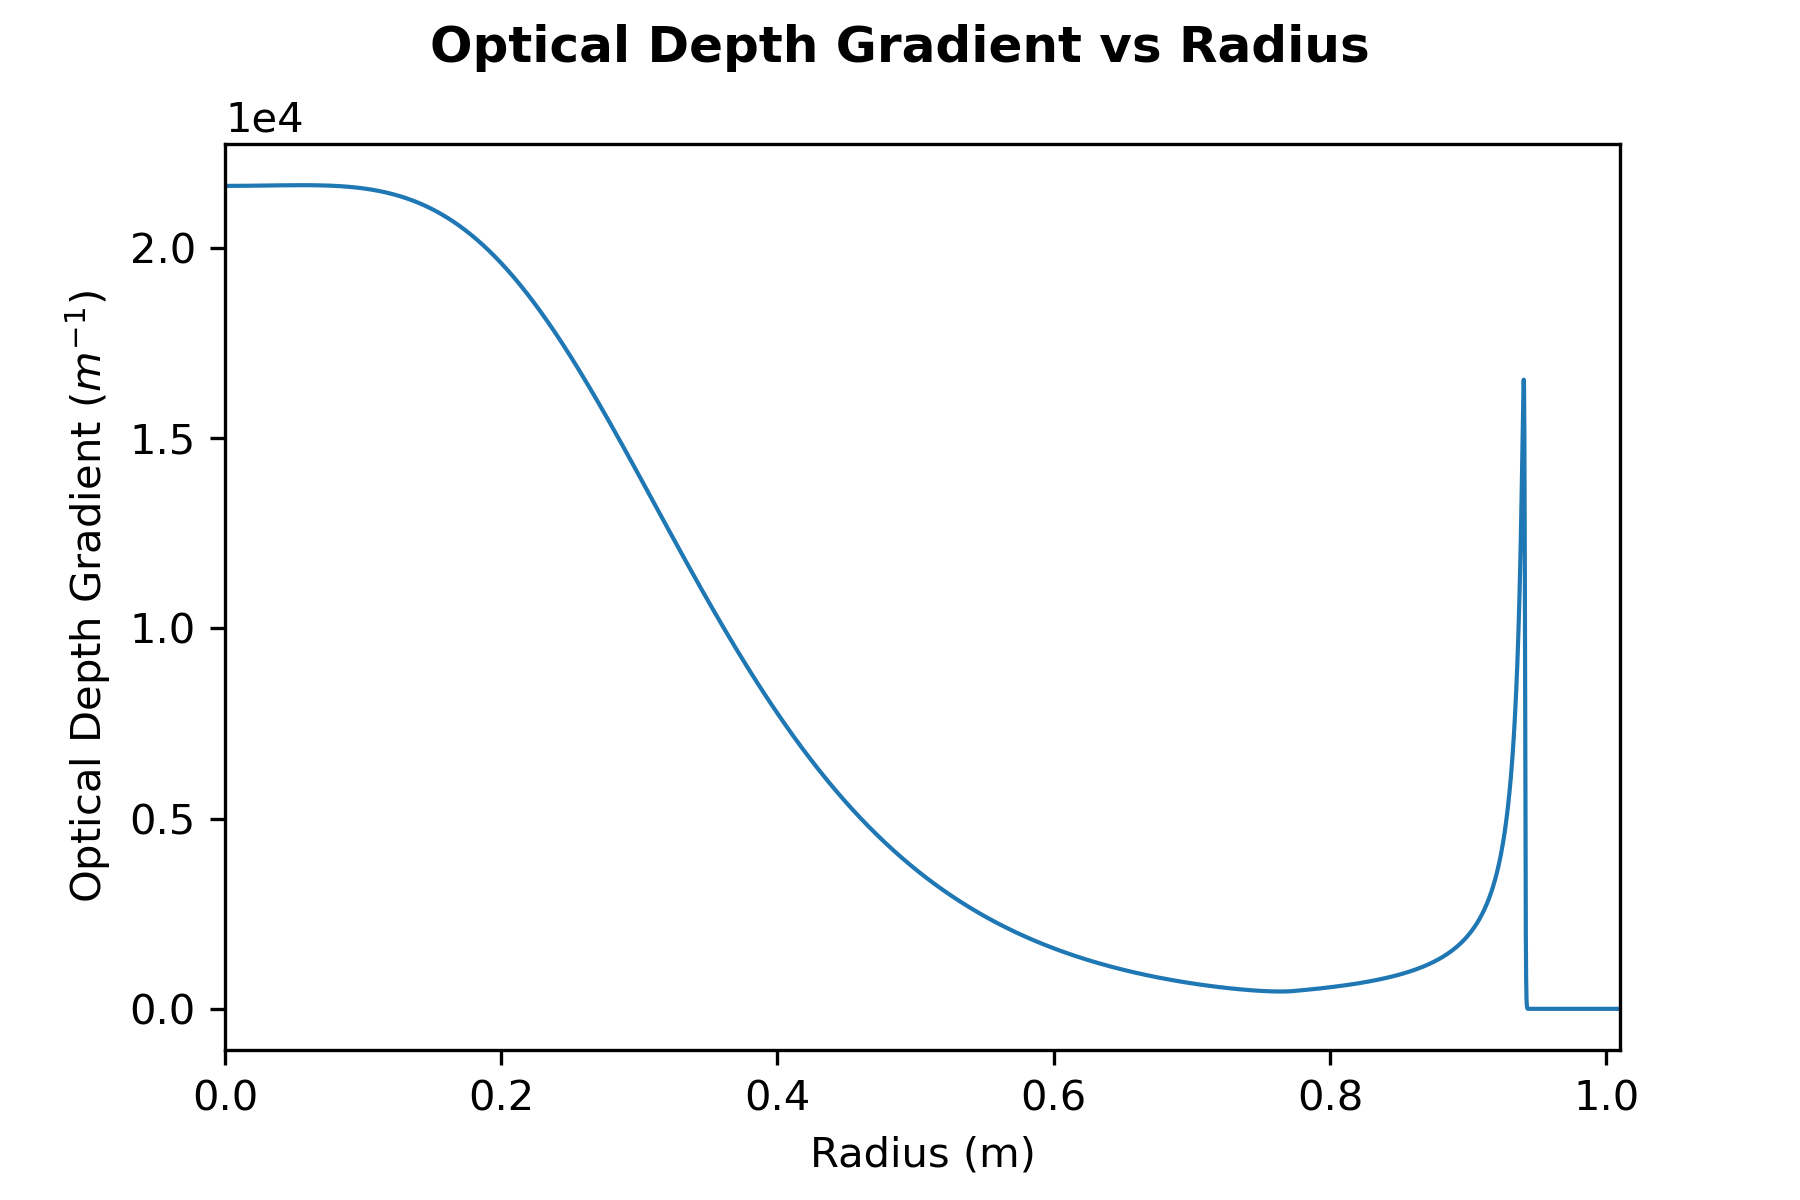 Optical Depth Gradient vs Radius
1e4
2.0
1.5
1.0
0.5
0.0
Optical Depth Gradient (m⁻¹)
0.0 0.2 0.4 0.6 0.8 1.0
Radius (m)